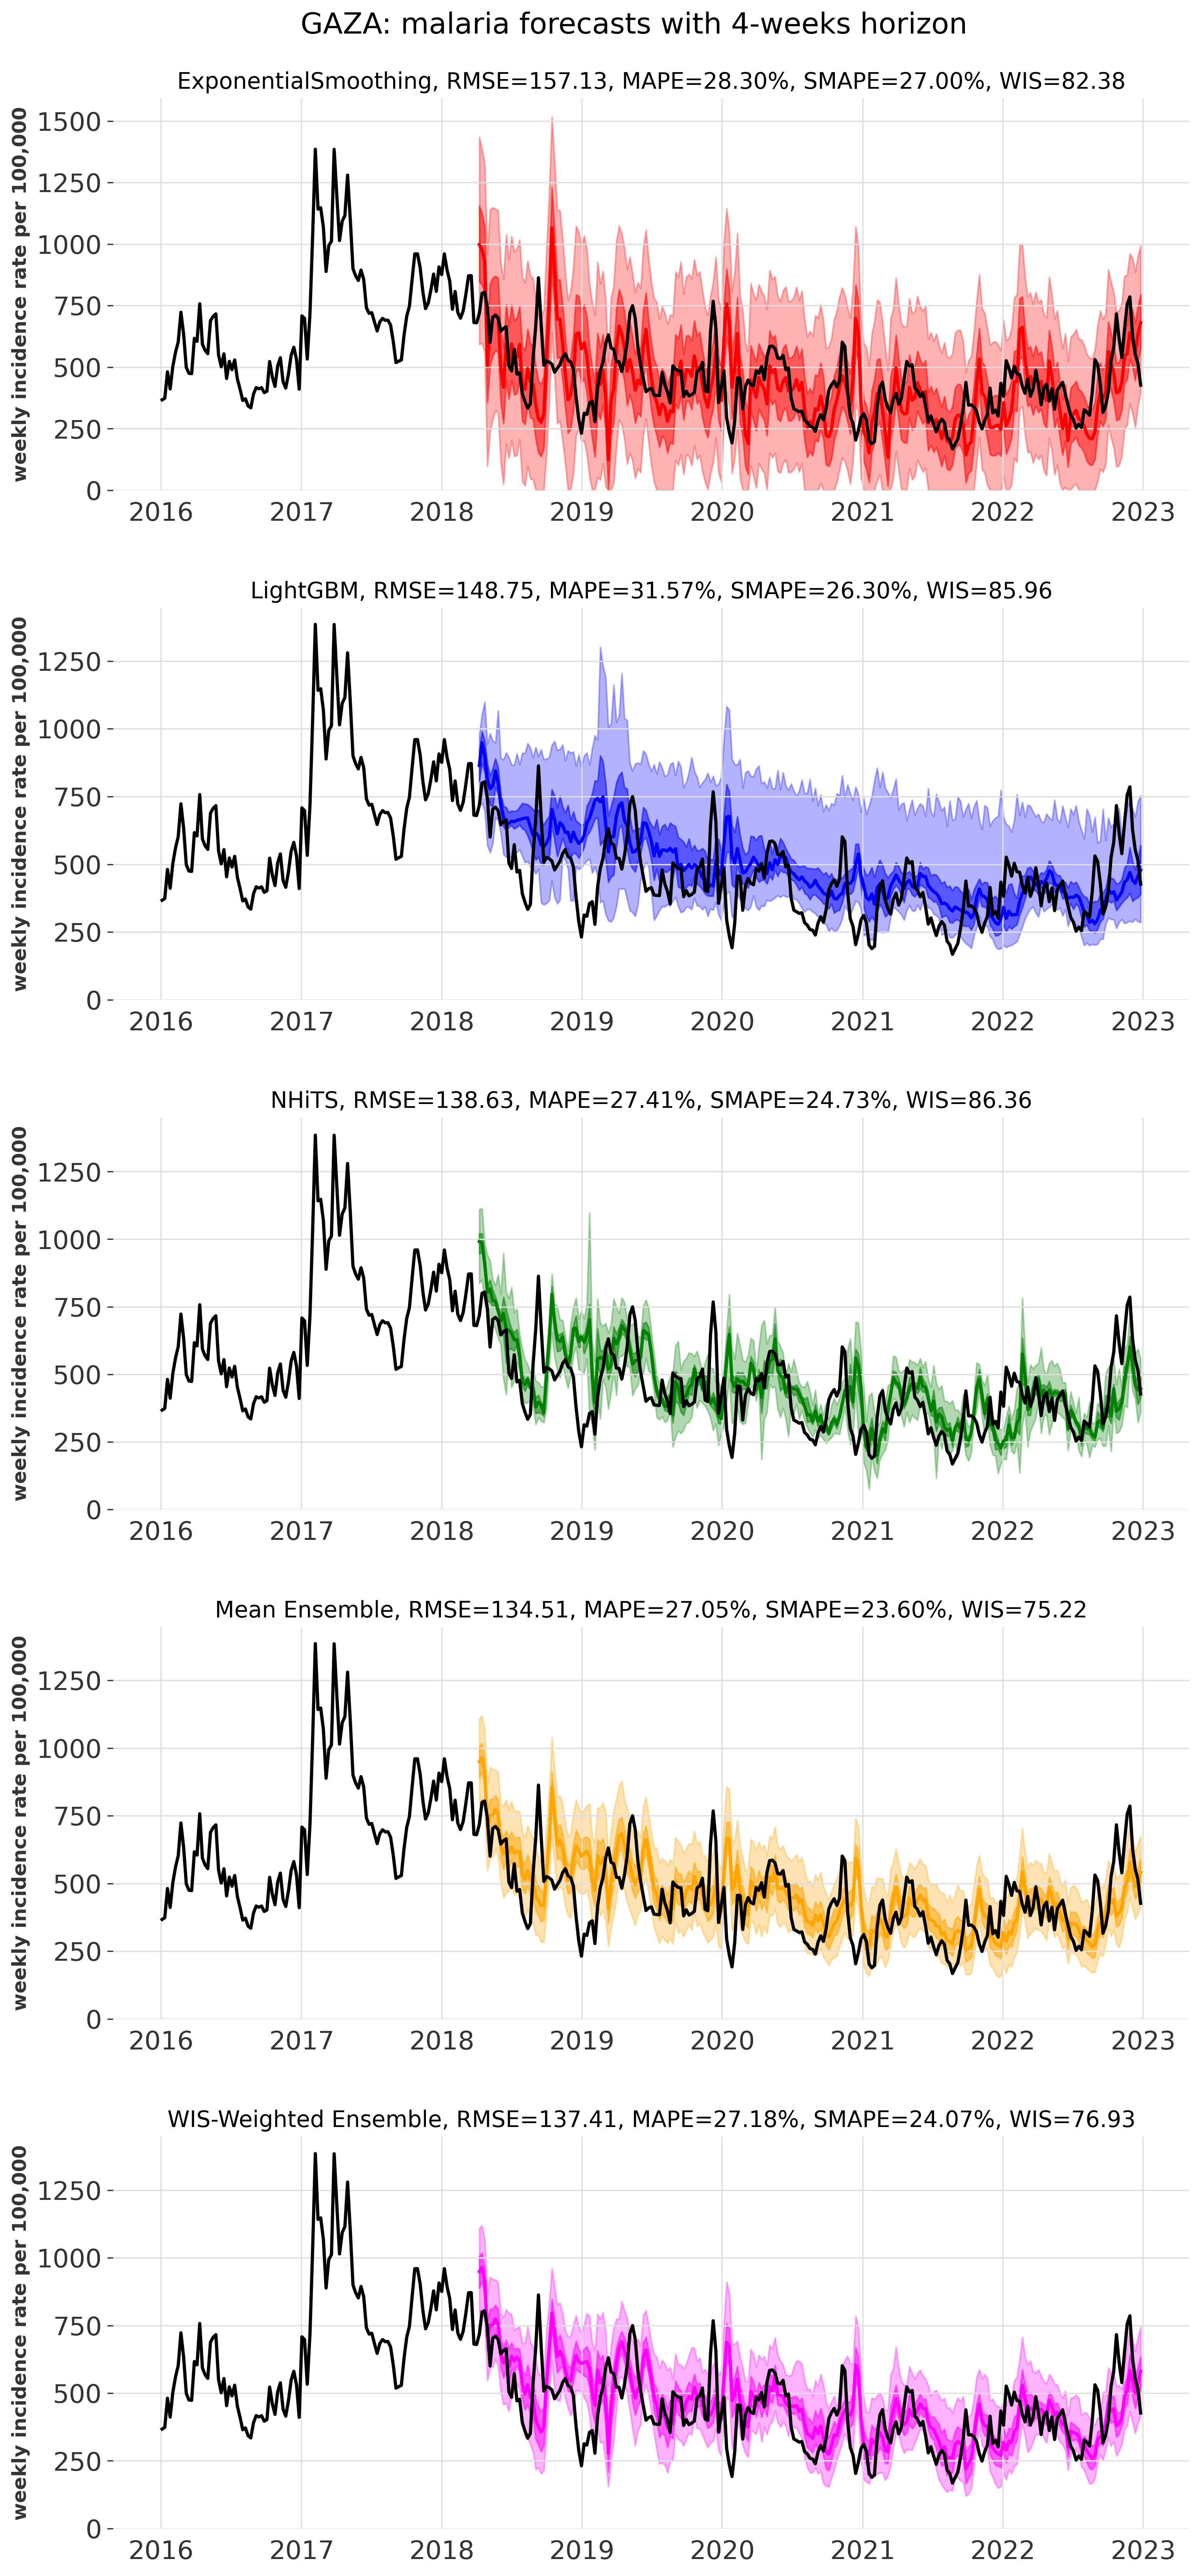 GAZA: malaria forecasts with 4-weeks horizon
ExponentialSmoothing, RMSE=157.13, MAPE=28.30%, SMAPE=27.00%, WIS=82.38
weekly incidence rate per 100,000
1500
1250
1000
750
500
250
0
2016 2017 2018 2019 2020 2021 2022 2023
LightGBM, RMSE=148.75, MAPE=31.57%, SMAPE=26.30%, WIS=85.96
weekly incidence rate per 100,000
1250
1000
750
500
250
0
2016 2017 2018 2019 2020 2021 2022 2023
NHiTS, RMSE=138.63, MAPE=27.41%, SMAPE=24.73%, WIS=86.36
weekly incidence rate per 100,000
1250
1000
750
500
250
0
2016 2017 2018 2019 2020 2021 2022 2023
Mean Ensemble, RMSE=134.51, MAPE=27.05%, SMAPE=23.60%, WIS=75.22
weekly incidence rate per 100,000
1250
1000
750
500
250
0
2016 2017 2018 2019 2020 2021 2022 2023
WIS-Weighted Ensemble, RMSE=137.41, MAPE=27.18%, SMAPE=24.07%, WIS=76.93
weekly incidence rate per 100,000
1250
1000
750
500
250
0
2016 2017 2018 2019 2020 2021 2022 2023